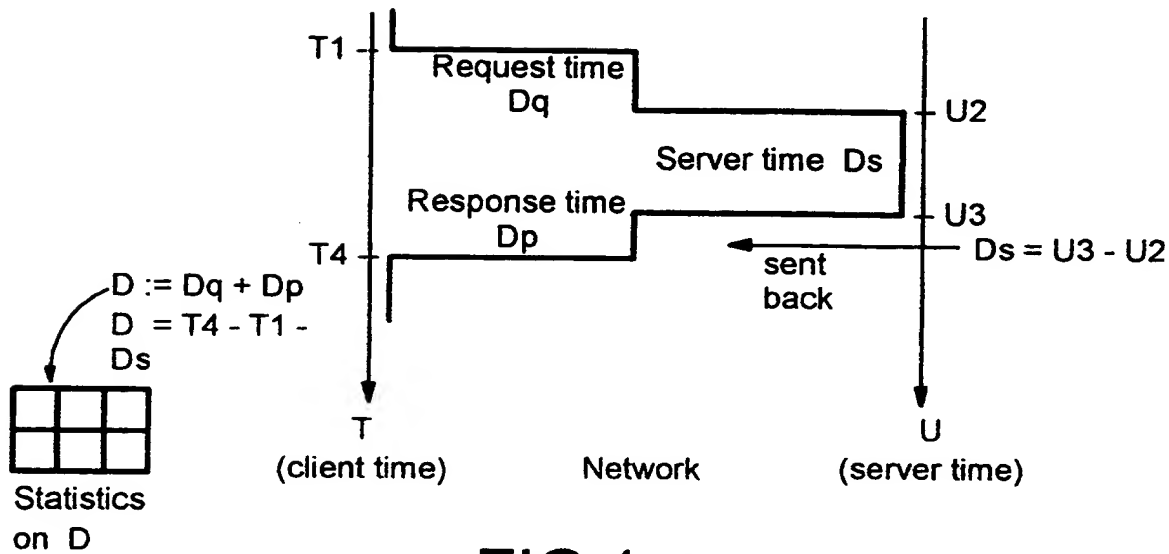 T1
Request time
Dq
U2
Server time Ds
Response time
Dp
U3
T4
Ds = U3 - U2
sent
back
D := Dq + Dp
D = T4 - T1 -
Ds
T
U
(client time)
Network
(server time)
Statistics
on D